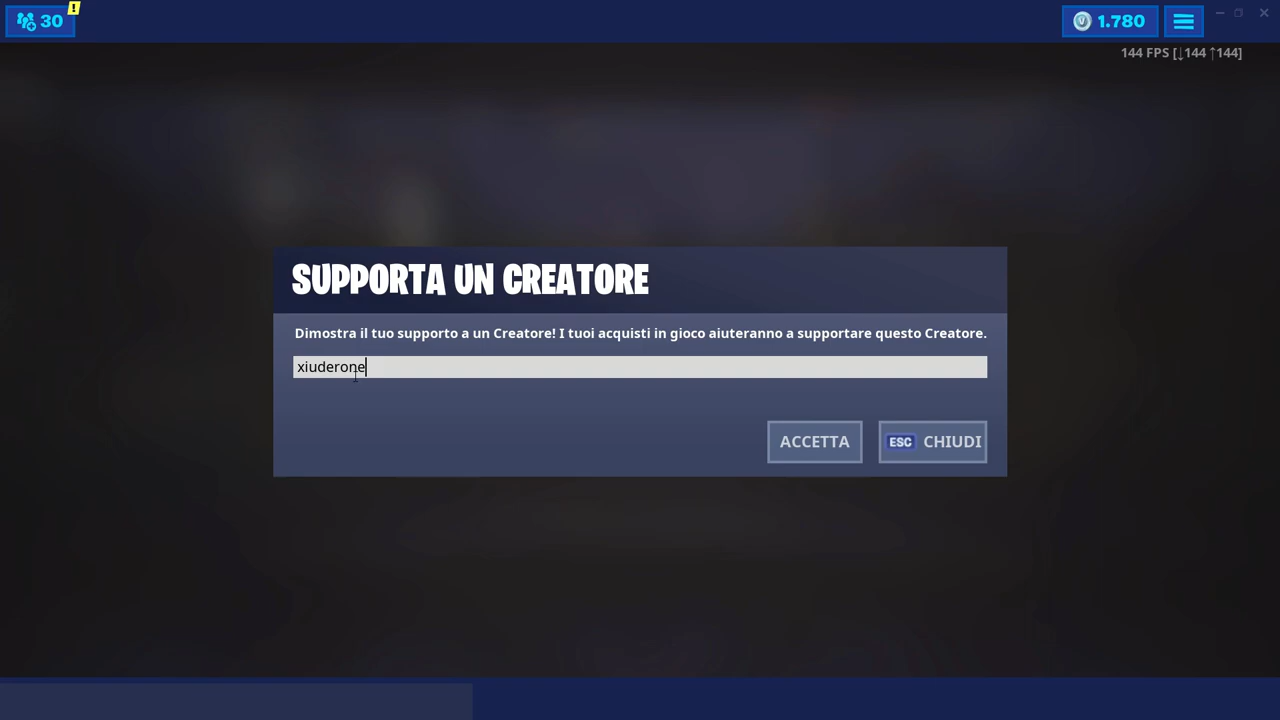 30 !
1.780
144 FPS [↓144 ↑144]
SUPPORTA UN CREATORE
Dimostra il tuo supporto a un Creatore! I tuoi acquisti in gioco aiuteranno a supportare questo Creatore.
xiuderone
ACCETTA
ESC CHIUDI